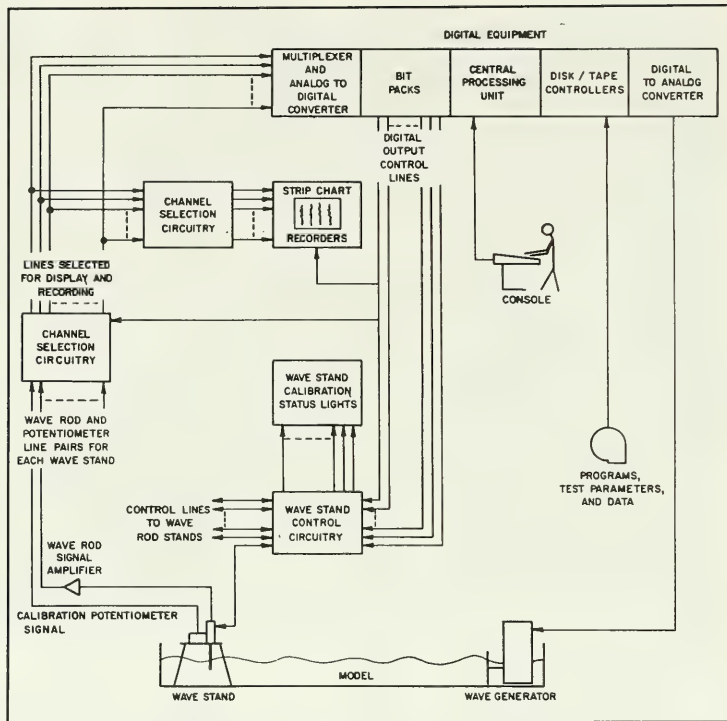 DIGITAL EQUIPMENT
MULTIPLEXER
AND
ANALOG TO
DIGITAL
CONVERTER
BIT
PACKS
CENTRAL
PROCESSING
UNIT
DISK / TAPE
CONTROLLERS
DIGITAL
TO ANALOG
CONVERTER
DIGITAL
OUTPUT
CONTROL
LINES
CHANNEL
SELECTION
CIRCUITRY
STRIP CHART
RECORDERS
LINES SELECTED
FOR DISPLAY AND
RECORDING
CONSOLE
CHANNEL
SELECTION
CIRCUITRY
WAVE STAND
CALIBRATION
STATUS LIGHTS
WAVE ROD AND
POTENTIOMETER
LINE PAIRS FOR
EACH WAVE STAND
PROGRAMS,
TEST PARAMETERS,
AND DATA
CONTROL LINES
TO WAVE
ROD STANDS
WAVE STAND
CONTROL
CIRCUITRY
WAVE ROD
SIGNAL
AMPLIFIER
CALIBRATION POTENTIOMETER
SIGNAL
MODEL
WAVE STAND
WAVE GENERATOR